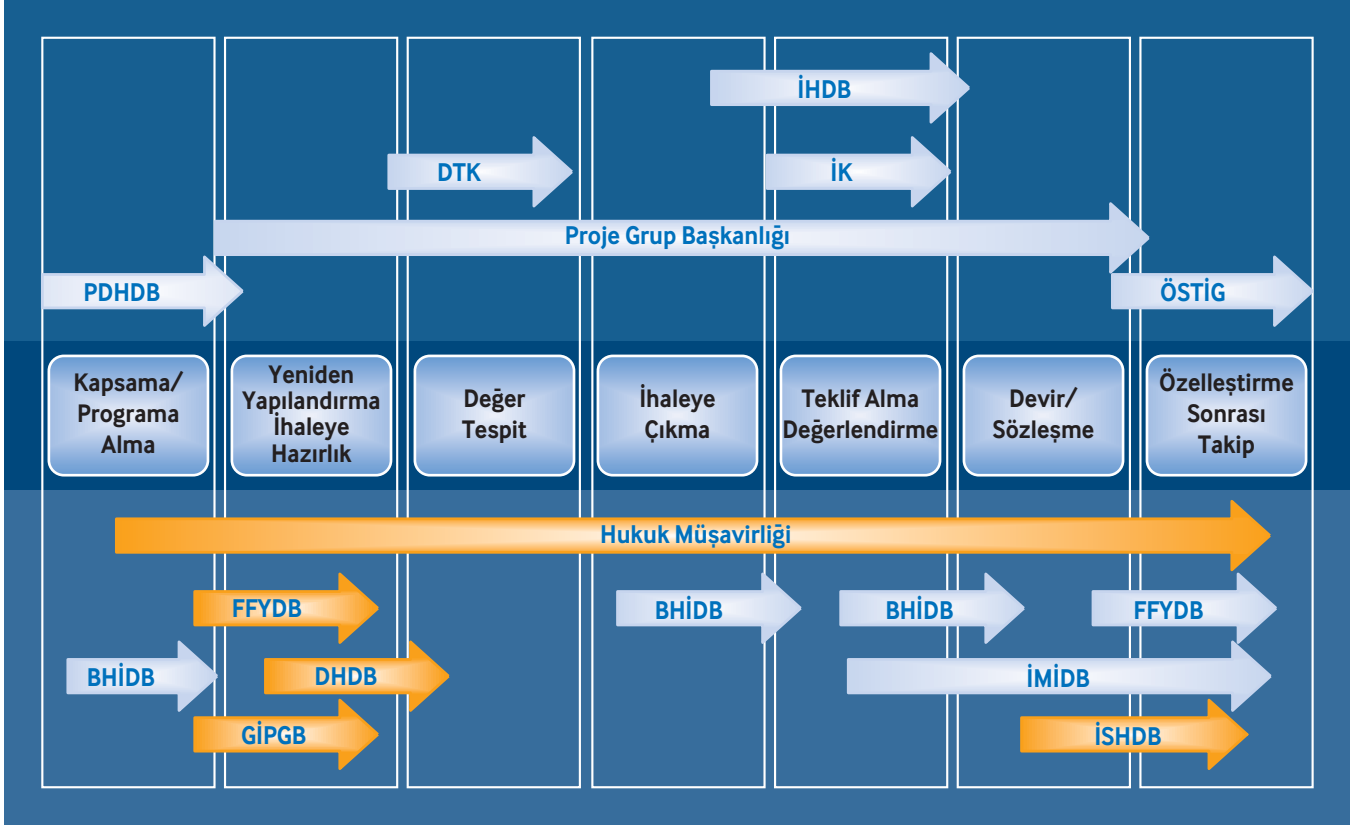 İHDB
DTK
İK
Proje Grup Başkanlığı
PDHDB
ÖSTİG
Kapsama/
Programa
Alma
Yeniden
Yapılandırma
İhaleye
Hazırlık
Değer
Tespit
İhaleye
Çıkma
Teklif Alma
Değerlendirme
Devir/
Sözleşme
Özelleştirme
Sonrası
Takip
Hukuk Müşavirliği
FFYDB
BHİDB
BHİDB
FFYDB
BHİDB
DHDB
İMİDB
GİPGB
İSHDB